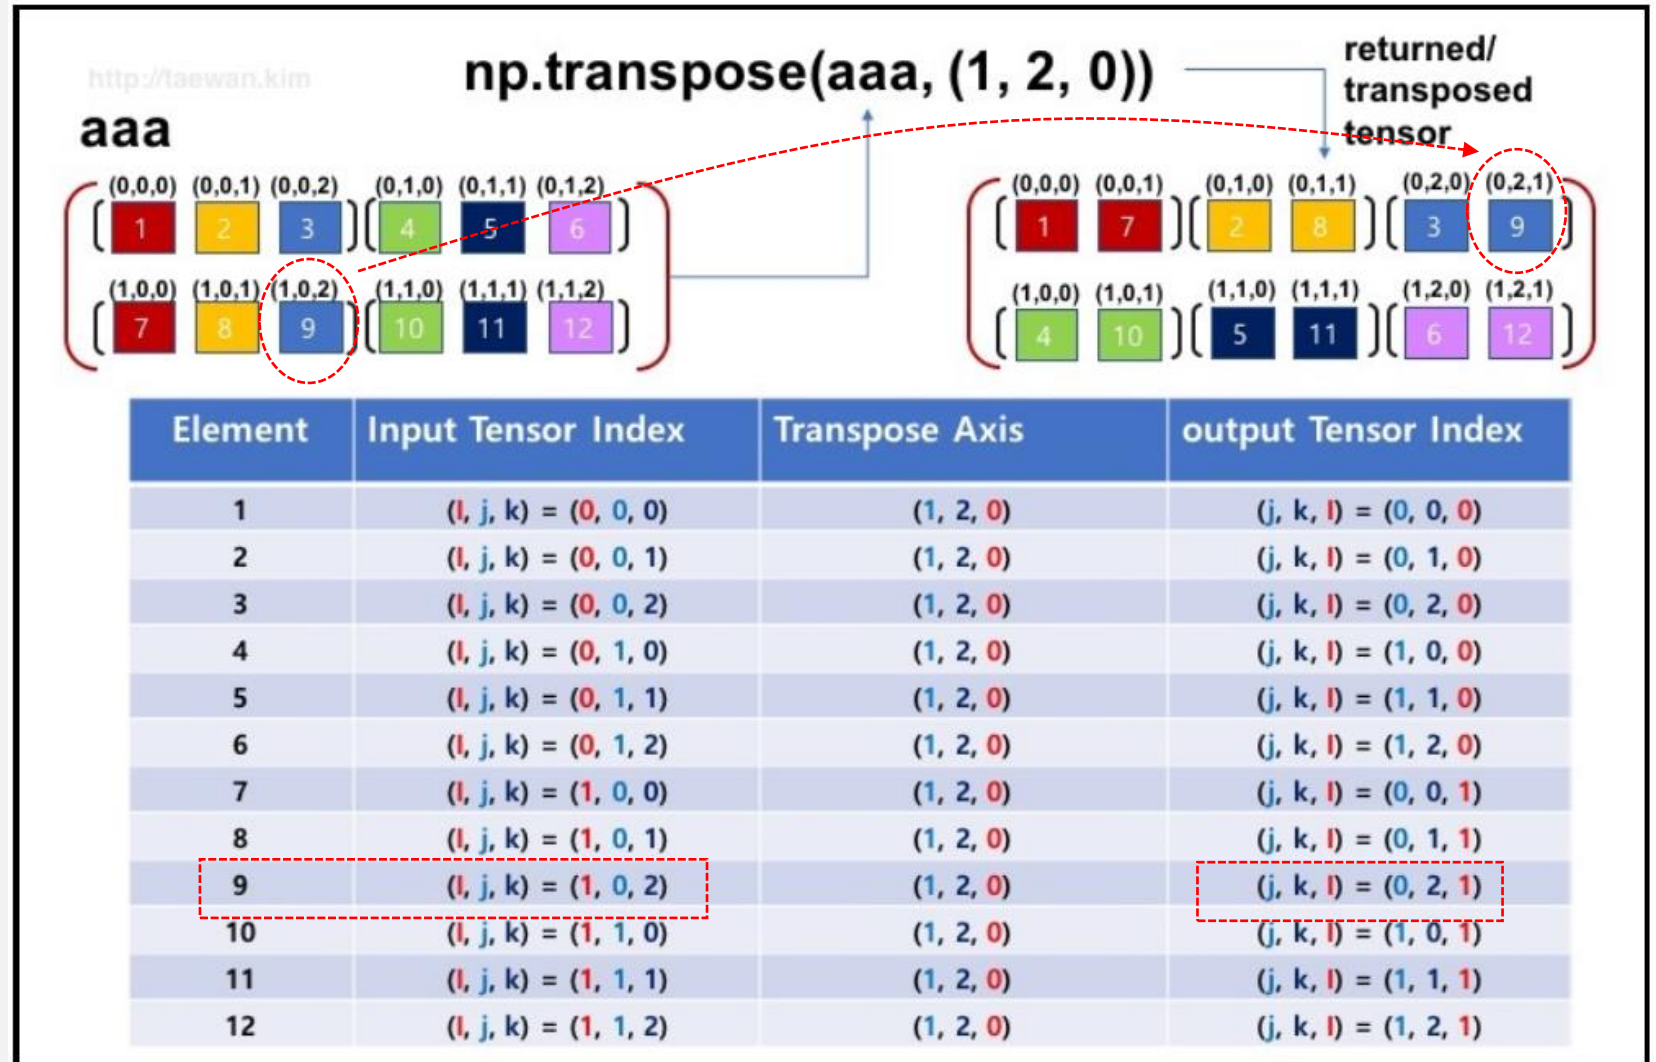 http://taewan.kim
np.transpose(aaa, (1, 2, 0))
returned/
transposed
tensor
aaa
(0,0,0) (0,0,1) (0,0,2) (0,1,0) (0,1,1) (0,1,2)
1 2 3 4 5 6
(1,0,0) (1,0,1) (1,0,2) (1,1,0) (1,1,1) (1,1,2)
7 8 9 10 11 12
(0,0,0) (0,0,1) (0,1,0) (0,1,1) (0,2,0) (0,2,1)
1 7 2 8 3 9
(1,0,0) (1,0,1) (1,1,0) (1,1,1) (1,2,0) (1,2,1)
4 10 5 11 6 12
Element Input Tensor Index Transpose Axis output Tensor Index
1 (I, j, k) = (0, 0, 0) (1, 2, 0) (j, k, I) = (0, 0, 0)
2 (I, j, k) = (0, 0, 1) (1, 2, 0) (j, k, I) = (0, 1, 0)
3 (I, j, k) = (0, 0, 2) (1, 2, 0) (j, k, I) = (0, 2, 0)
4 (I, j, k) = (0, 1, 0) (1, 2, 0) (j, k, I) = (1, 0, 0)
5 (I, j, k) = (0, 1, 1) (1, 2, 0) (j, k, I) = (1, 1, 0)
6 (I, j, k) = (0, 1, 2) (1, 2, 0) (j, k, I) = (1, 2, 0)
7 (I, j, k) = (1, 0, 0) (1, 2, 0) (j, k, I) = (0, 0, 1)
8 (I, j, k) = (1, 0, 1) (1, 2, 0) (j, k, I) = (0, 1, 1)
9 (I, j, k) = (1, 0, 2) (1, 2, 0) (j, k, I) = (0, 2, 1)
10 (I, j, k) = (1, 1, 0) (1, 2, 0) (j, k, I) = (1, 0, 1)
11 (I, j, k) = (1, 1, 1) (1, 2, 0) (j, k, I) = (1, 1, 1)
12 (I, j, k) = (1, 1, 2) (1, 2, 0) (j, k, I) = (1, 2, 1)